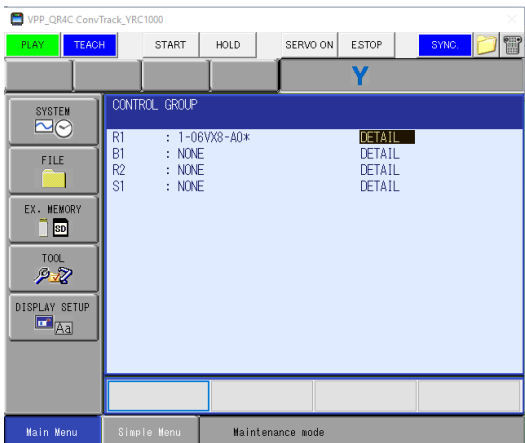 VPP_QR4C ConvTrack_YRC1000
PLAY TEACH START HOLD SERVO ON ESTOP SYNC.
Y
SYSTEM
FILE
EX. MEMORY
SD
TOOL
DISPLAY SETUP
Aa
CONTROL GROUP
R1 : 1-06VX8-A0* DETAIL
B1 : NONE DETAIL
R2 : NONE DETAIL
S1 : NONE DETAIL
Main Menu Simple Menu Maintenance mode